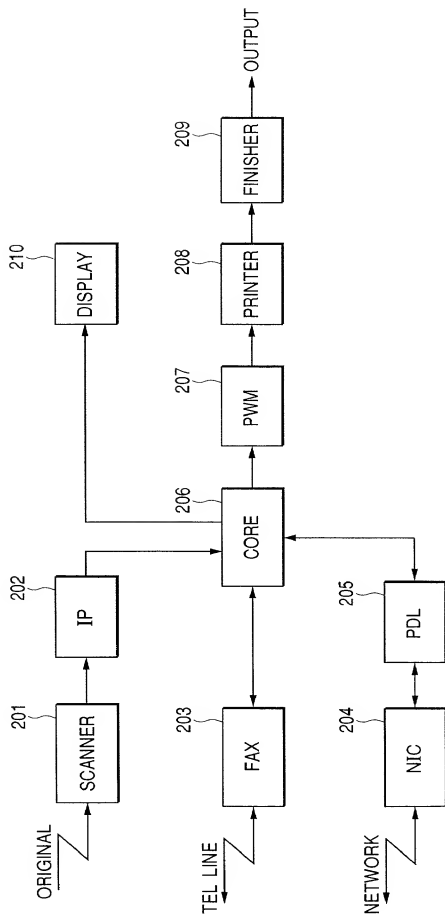 ORIGINAL
201
SCANNER
202
IP
210
DISPLAY
TEL LINE
203
FAX
206
CORE
207
PWM
208
PRINTER
209
FINISHER
OUTPUT
NETWORK
204
NIC
205
PDL